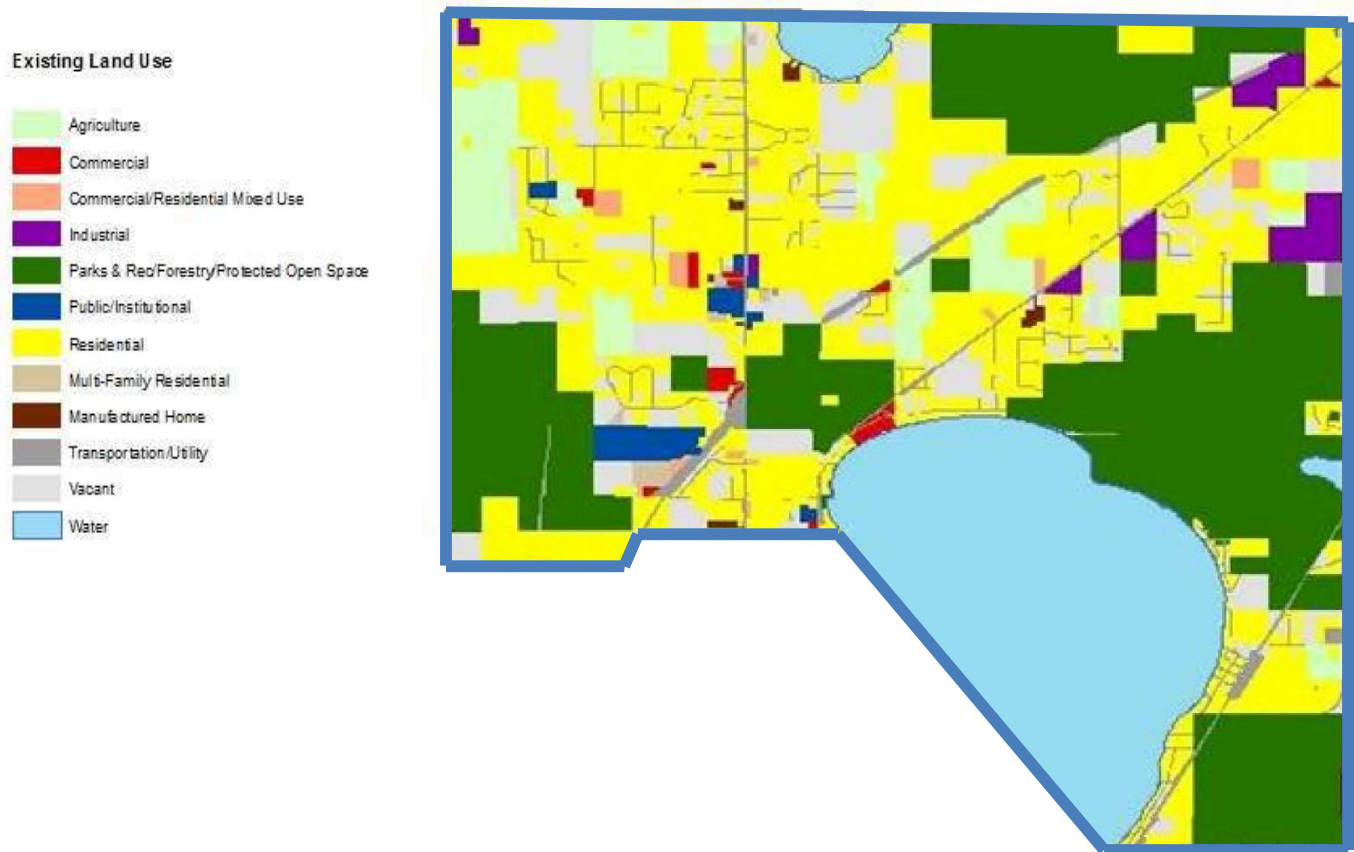 Existing Land Use
Agriculture
Commercial
Commercial/Residential Mixed Use
Industrial
Parks & Rec/Forestry/Protected Open Space
Public/Institutional
Residential
Multi-Family Residential
Manufactured Home
Transportation/Utility
Vacant
Water